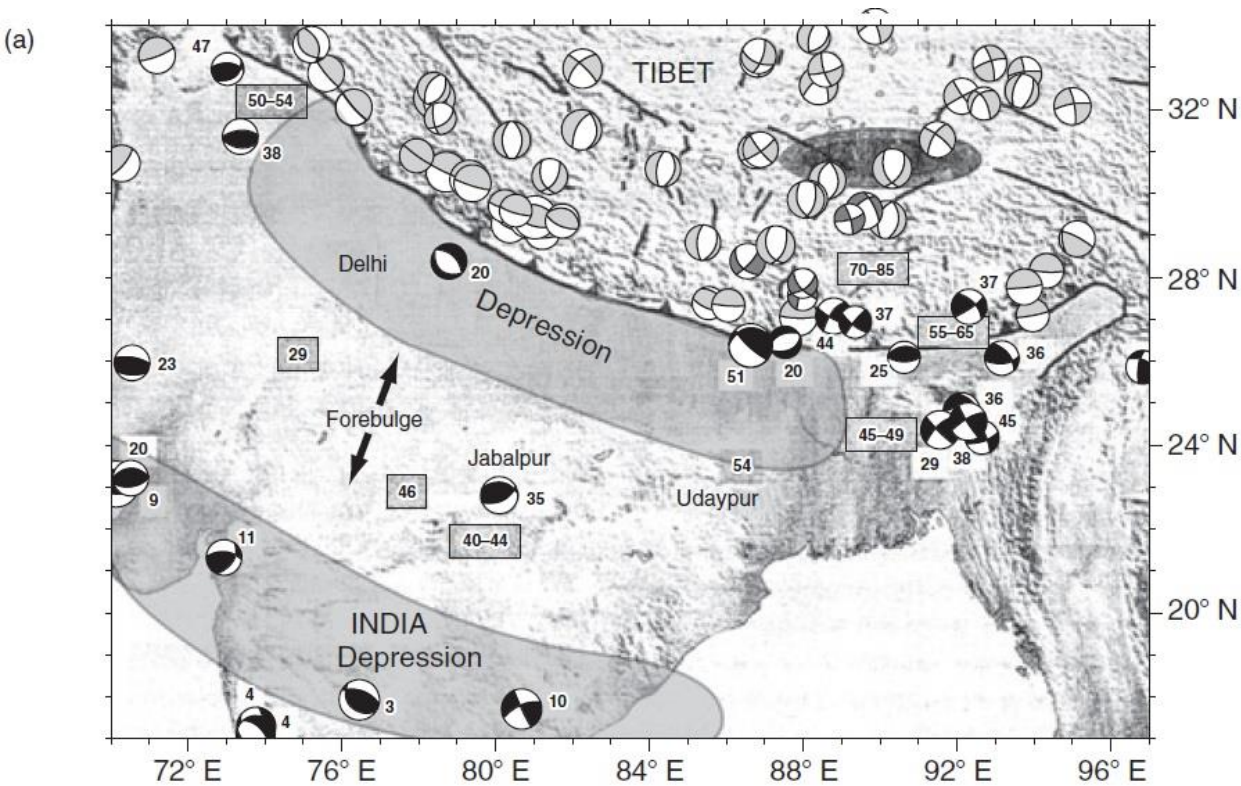 (a)
47
TIBET
50–54
32° N
38
Delhi
20
Depression
70–85
28° N
37
37
44
55–65
29
23
51
20
25
36
Forebulge
36
45
45–49
24° N
20
Jabalpur
54
29
38
9
46
35
Udaypur
11
40–44
20° N
INDIA
Depression
4
4
3
10
72° E
76° E
80° E
84° E
88° E
92° E
96° E